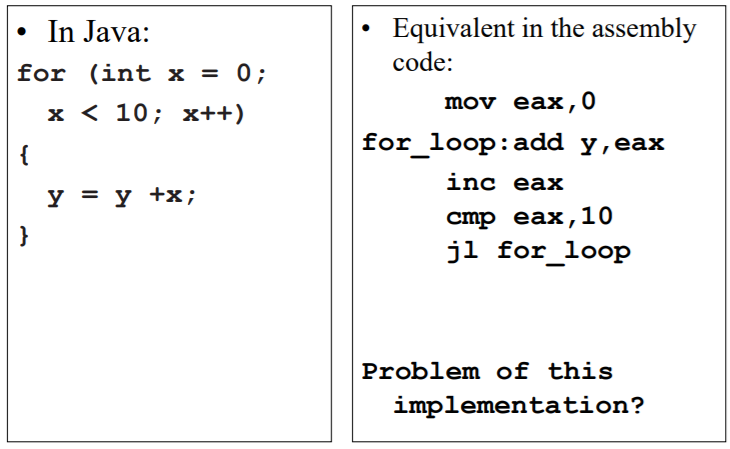 • In Java:
for (int x = 0;
x < 10; x++)
{
y = y +x;
}
• Equivalent in the assembly
code:
mov eax,0
for_loop:add y,eax
inc eax
cmp eax,10
jl for_loop
Problem of this
implementation?